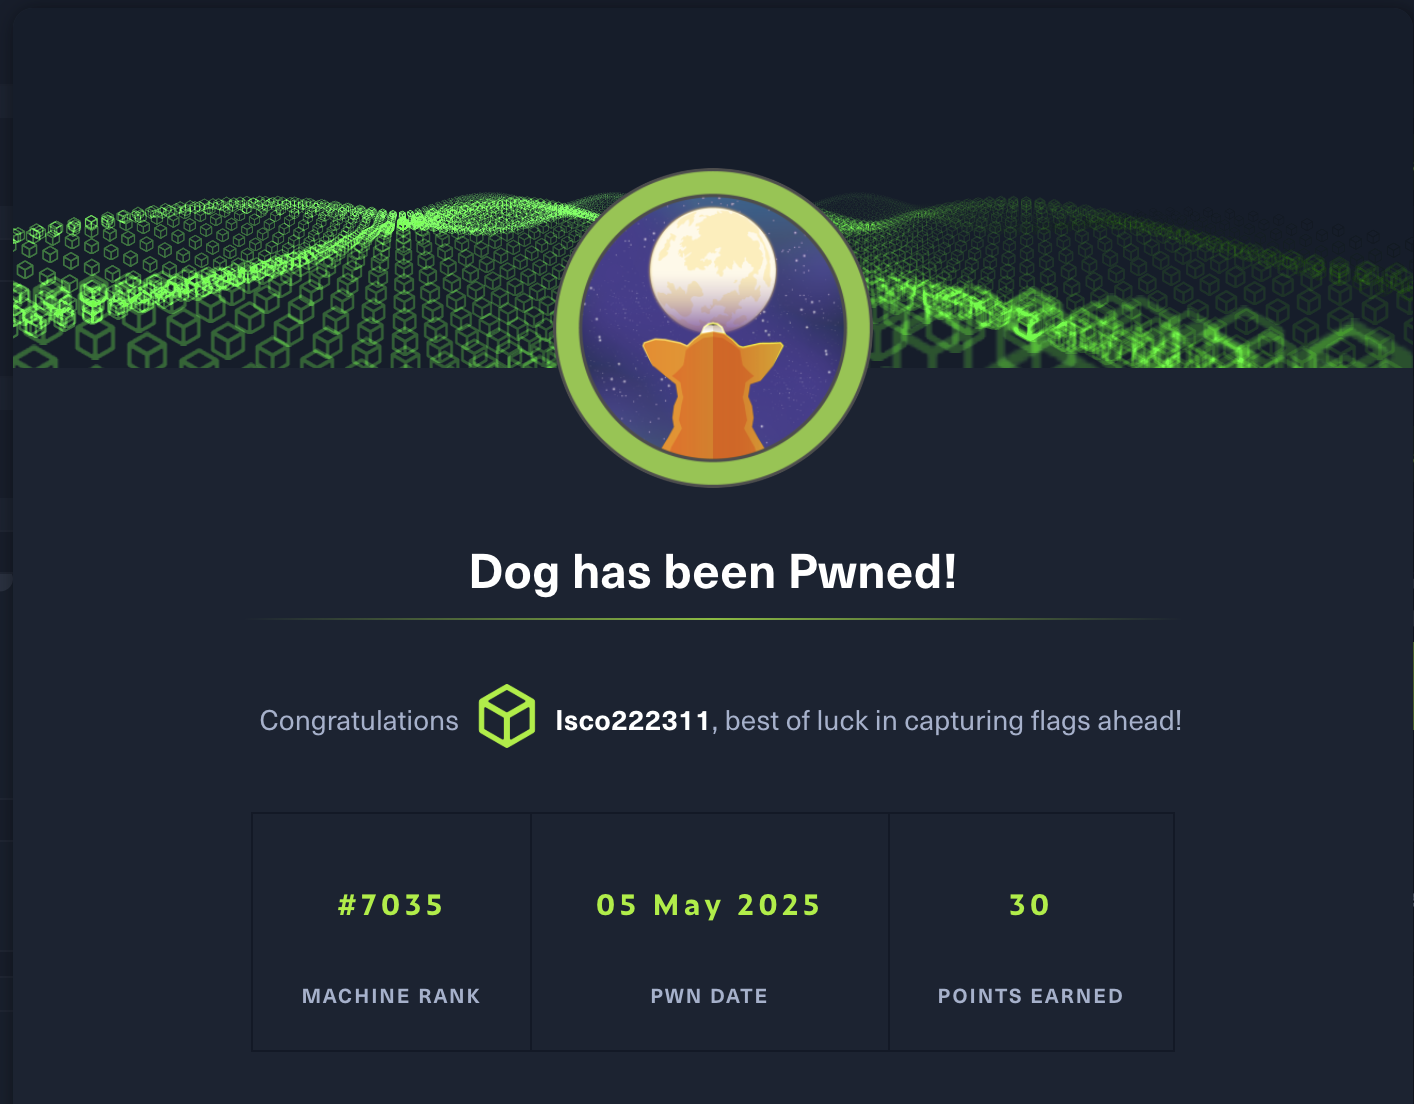 Dog has been Pwned!
Congratulations lsco222311, best of luck in capturing flags ahead!
#7035 05 May 2025 30
MACHINE RANK PWN DATE POINTS EARNED